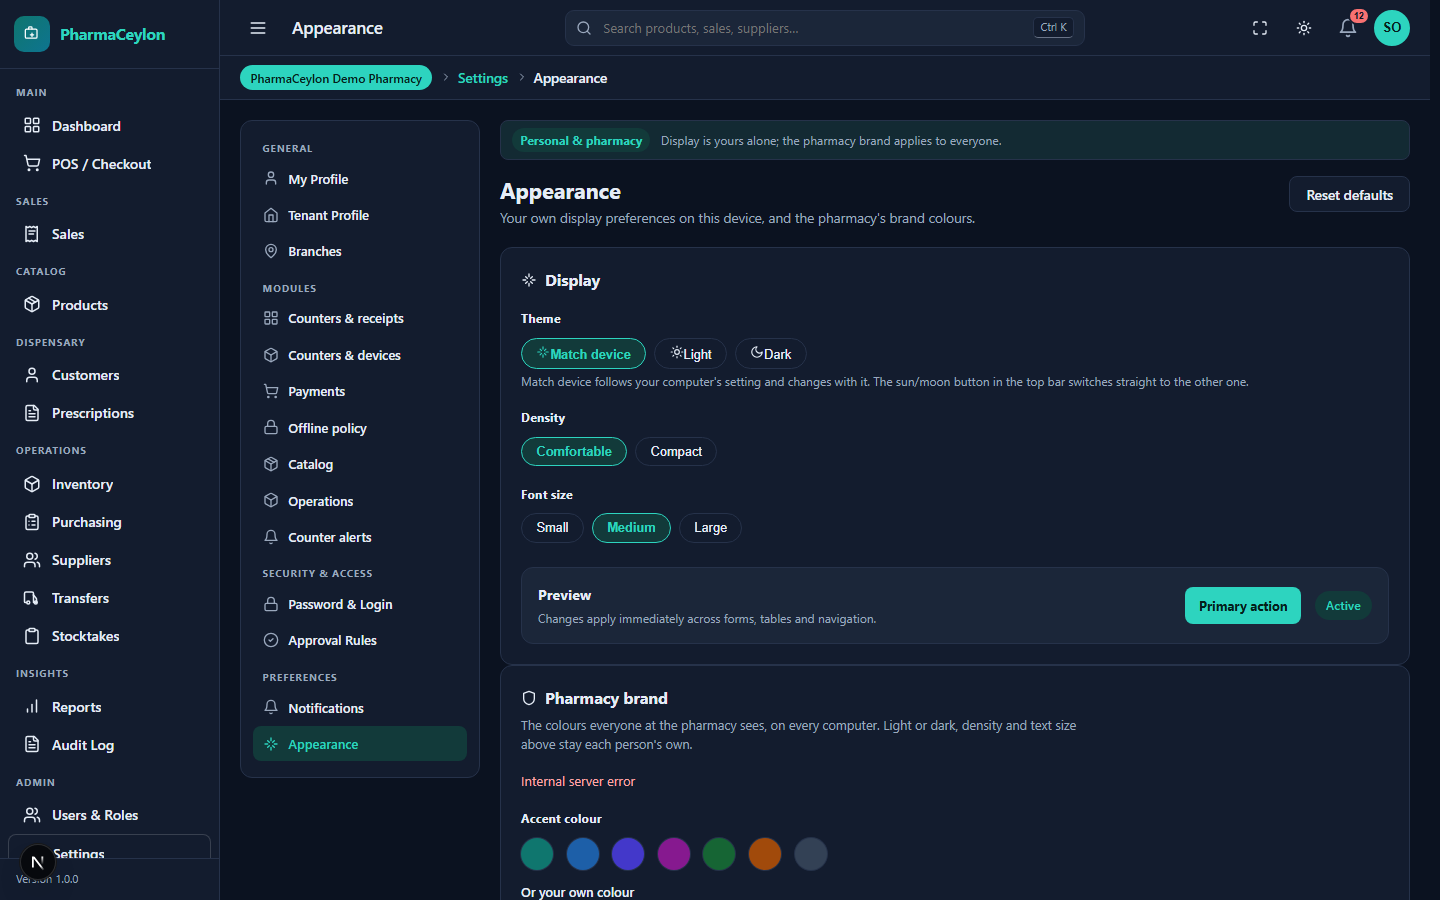 PharmaCeylon
Appearance
Search products, sales, suppliers...
Ctrl K
12
SO
PharmaCeylon Demo Pharmacy
Settings
Appearance
MAIN
Dashboard
POS / Checkout
SALES
Sales
CATALOG
Products
DISPENSARY
Customers
Prescriptions
OPERATIONS
Inventory
Purchasing
Suppliers
Transfers
Stocktakes
INSIGHTS
Reports
Audit Log
ADMIN
Users & Roles
Settings
N
Version 1.0.0
GENERAL
My Profile
Tenant Profile
Branches
MODULES
Counters & receipts
Counters & devices
Payments
Offline policy
Catalog
Operations
Counter alerts
SECURITY & ACCESS
Password & Login
Approval Rules
PREFERENCES
Notifications
Appearance
Personal & pharmacy
Display is yours alone; the pharmacy brand applies to everyone.
Appearance
Your own display preferences on this device, and the pharmacy's brand colours.
Reset defaults
Display
Theme
Match device
Light
Dark
Match device follows your computer's setting and changes with it. The sun/moon button in the top bar switches straight to the other one.
Density
Comfortable
Compact
Font size
Small
Medium
Large
Preview
Changes apply immediately across forms, tables and navigation.
Primary action
Active
Pharmacy brand
The colours everyone at the pharmacy sees, on every computer. Light or dark, density and text size
above stay each person's own.
Internal server error
Accent colour
Or your own colour